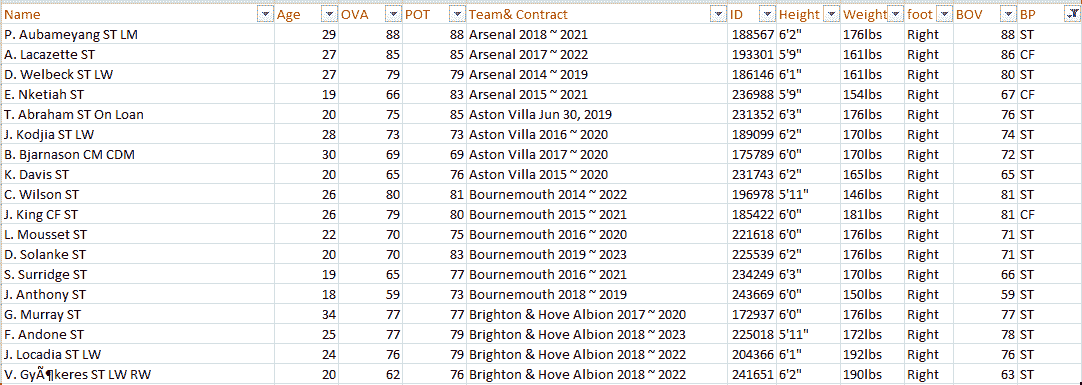 Name Age OVA POT Team& Contract ID Height Weight foot BOV BP
P. Aubameyang ST LM 29 88 88 Arsenal 2018 ~ 2021 188567 6'2" 176lbs Right 88 ST
A. Lacazette ST 27 85 85 Arsenal 2017 ~ 2022 193301 5'9" 161lbs Right 86 CF
D. Welbeck ST LW 27 79 79 Arsenal 2014 ~ 2019 186146 6'1" 161lbs Right 80 ST
E. Nketiah ST 19 66 83 Arsenal 2015 ~ 2021 236988 5'9" 154lbs Right 67 CF
T. Abraham ST On Loan 20 75 85 Aston Villa Jun 30, 2019 231352 6'3" 176lbs Right 76 ST
J. Kodjia ST LW 28 73 73 Aston Villa 2016 ~ 2020 189099 6'2" 170lbs Right 74 ST
B. Bjarnason CM CDM 30 69 69 Aston Villa 2017 ~ 2020 175789 6'0" 170lbs Right 72 ST
K. Davis ST 20 65 76 Aston Villa 2015 ~ 2020 231743 6'2" 165lbs Right 65 ST
C. Wilson ST 26 80 81 Bournemouth 2014 ~ 2022 196978 5'11" 146lbs Right 81 ST
J. King CF ST 26 79 80 Bournemouth 2015 ~ 2021 185422 6'0" 181lbs Right 81 CF
L. Mousset ST 22 70 75 Bournemouth 2016 ~ 2020 221618 6'0" 176lbs Right 71 ST
D. Solanke ST 20 70 83 Bournemouth 2019 ~ 2023 225539 6'2" 176lbs Right 71 ST
S. Surridge ST 19 65 77 Bournemouth 2016 ~ 2021 234249 6'3" 170lbs Right 66 ST
J. Anthony ST 18 59 73 Bournemouth 2018 ~ 2019 243669 6'0" 150lbs Right 59 ST
G. Murray ST 34 77 77 Brighton & Hove Albion 2017 ~ 2020 172937 6'0" 176lbs Right 77 ST
F. Andone ST 25 77 79 Brighton & Hove Albion 2018 ~ 2023 225018 5'11" 172lbs Right 78 ST
J. Locadia ST LW 24 76 79 Brighton & Hove Albion 2018 ~ 2022 204366 6'1" 192lbs Right 76 ST
V. GyÃ¶keres ST LW RW 20 62 76 Brighton & Hove Albion 2018 ~ 2022 241651 6'2" 190lbs Right 63 ST